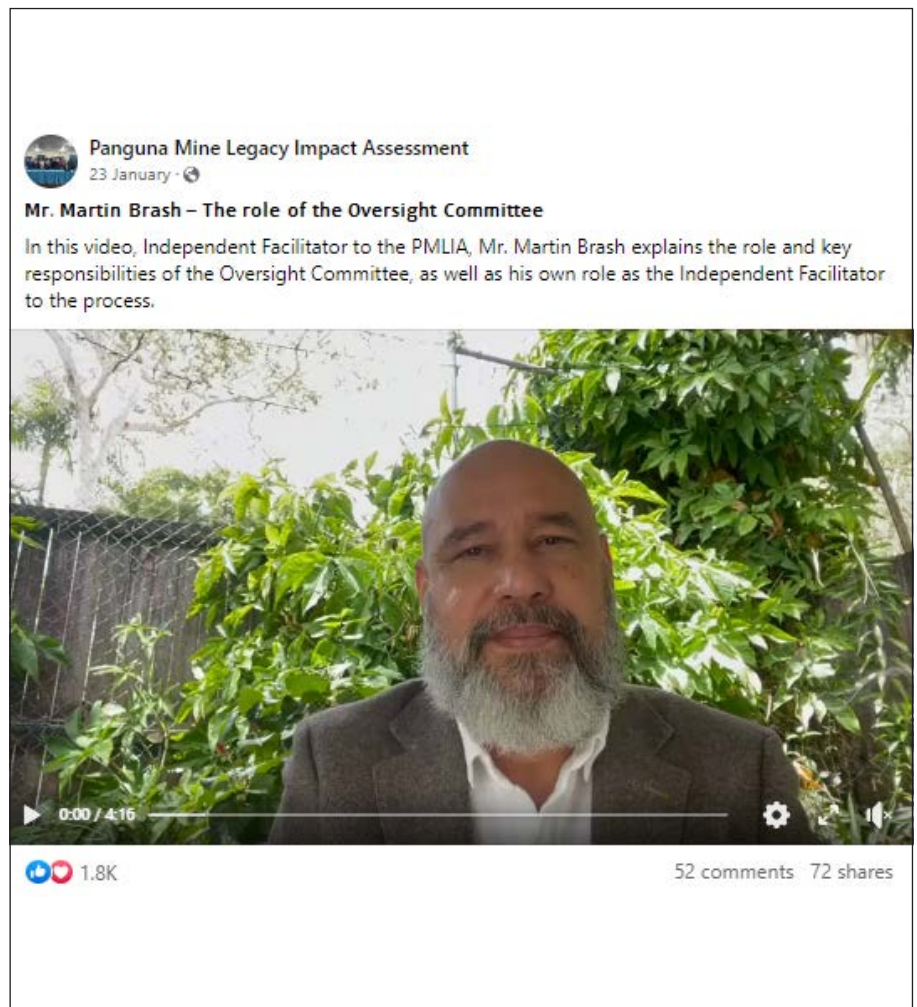 Panguna Mine Legacy Impact Assessment
23 January ·
Mr. Martin Brash – The role of the Oversight Committee
In this video, Independent Facilitator to the PMLIA, Mr. Martin Brash explains the role and key
responsibilities of the Oversight Committee, as well as his own role as the Independent Facilitator
to the process.
0:00 / 4:16
1.8K
52 comments 72 shares